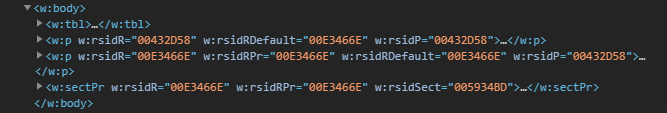 ▼<w:body>
▶<w:tbl>…</w:tbl>
▶<w:p w:rsidR="00432D58" w:rsidRDefault="00E3466E" w:rsidP="00432D58">…</w:p>
▶<w:p w:rsidR="00E3466E" w:rsidRPr="00E3466E" w:rsidRDefault="00E3466E" w:rsidP="00432D58">…
</w:p>
▶<w:sectPr w:rsidR="00E3466E" w:rsidRPr="00E3466E" w:rsidSect="005934BD">…</w:sectPr>
</w:body>